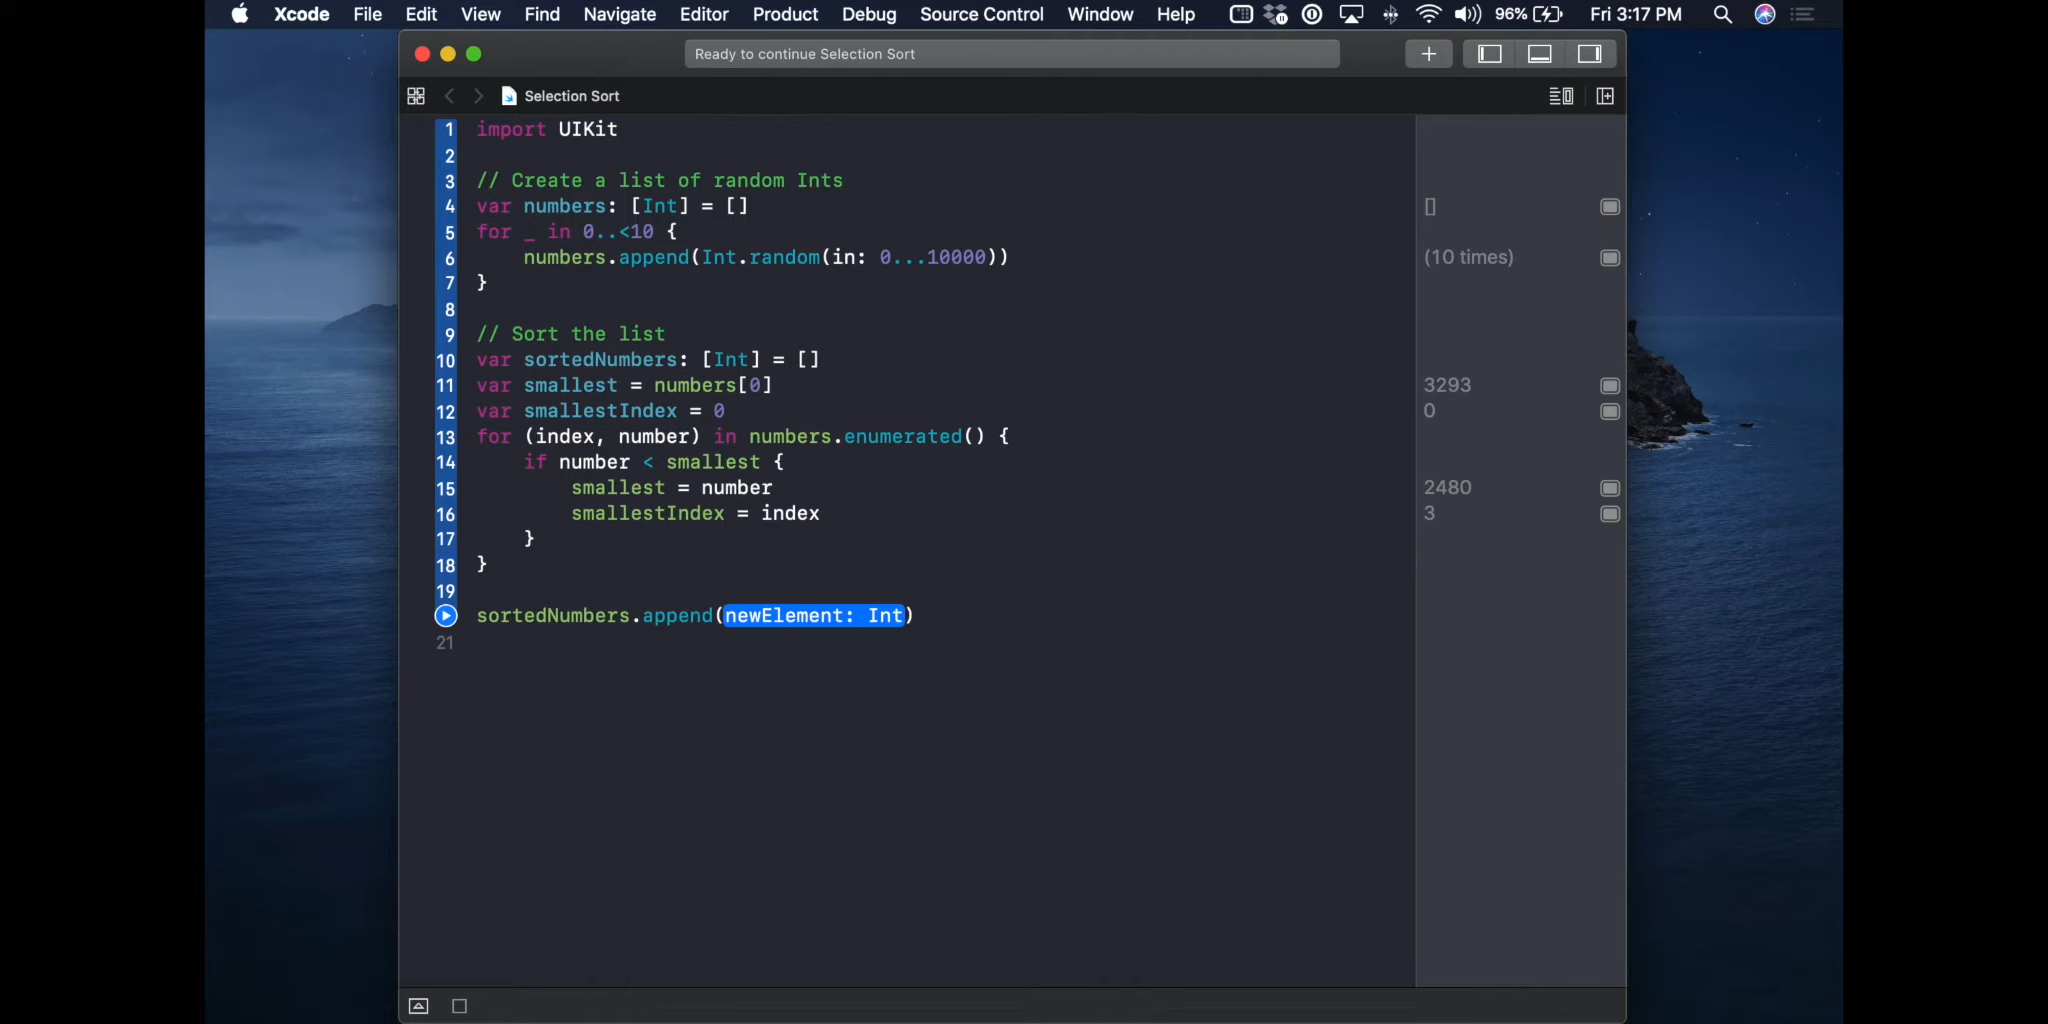 Xcode File Edit View Find Navigate Editor Product Debug Source Control Window Help 96% Fri 3:17 PM
Ready to continue Selection Sort
Selection Sort
1 import UIKit
2
3 // Create a list of random Ints
4 var numbers: [Int] = [] []
5 for _ in 0..<10 {
6 numbers.append(Int.random(in: 0...10000)) (10 times)
7 }
8
9 // Sort the list
10 var sortedNumbers: [Int] = []
11 var smallest = numbers[0] 3293
12 var smallestIndex = 0 0
13 for (index, number) in numbers.enumerated() {
14 if number < smallest {
15 smallest = number 2480
16 smallestIndex = index 3
17 }
18 }
19
sortedNumbers.append(newElement: Int)
21